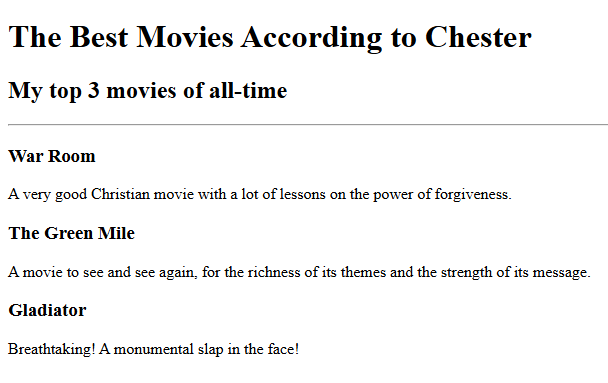 The Best Movies According to Chester
My top 3 movies of all-time
War Room
A very good Christian movie with a lot of lessons on the power of forgiveness.
The Green Mile
A movie to see and see again, for the richness of its themes and the strength of its message.
Gladiator
Breathtaking! A monumental slap in the face!